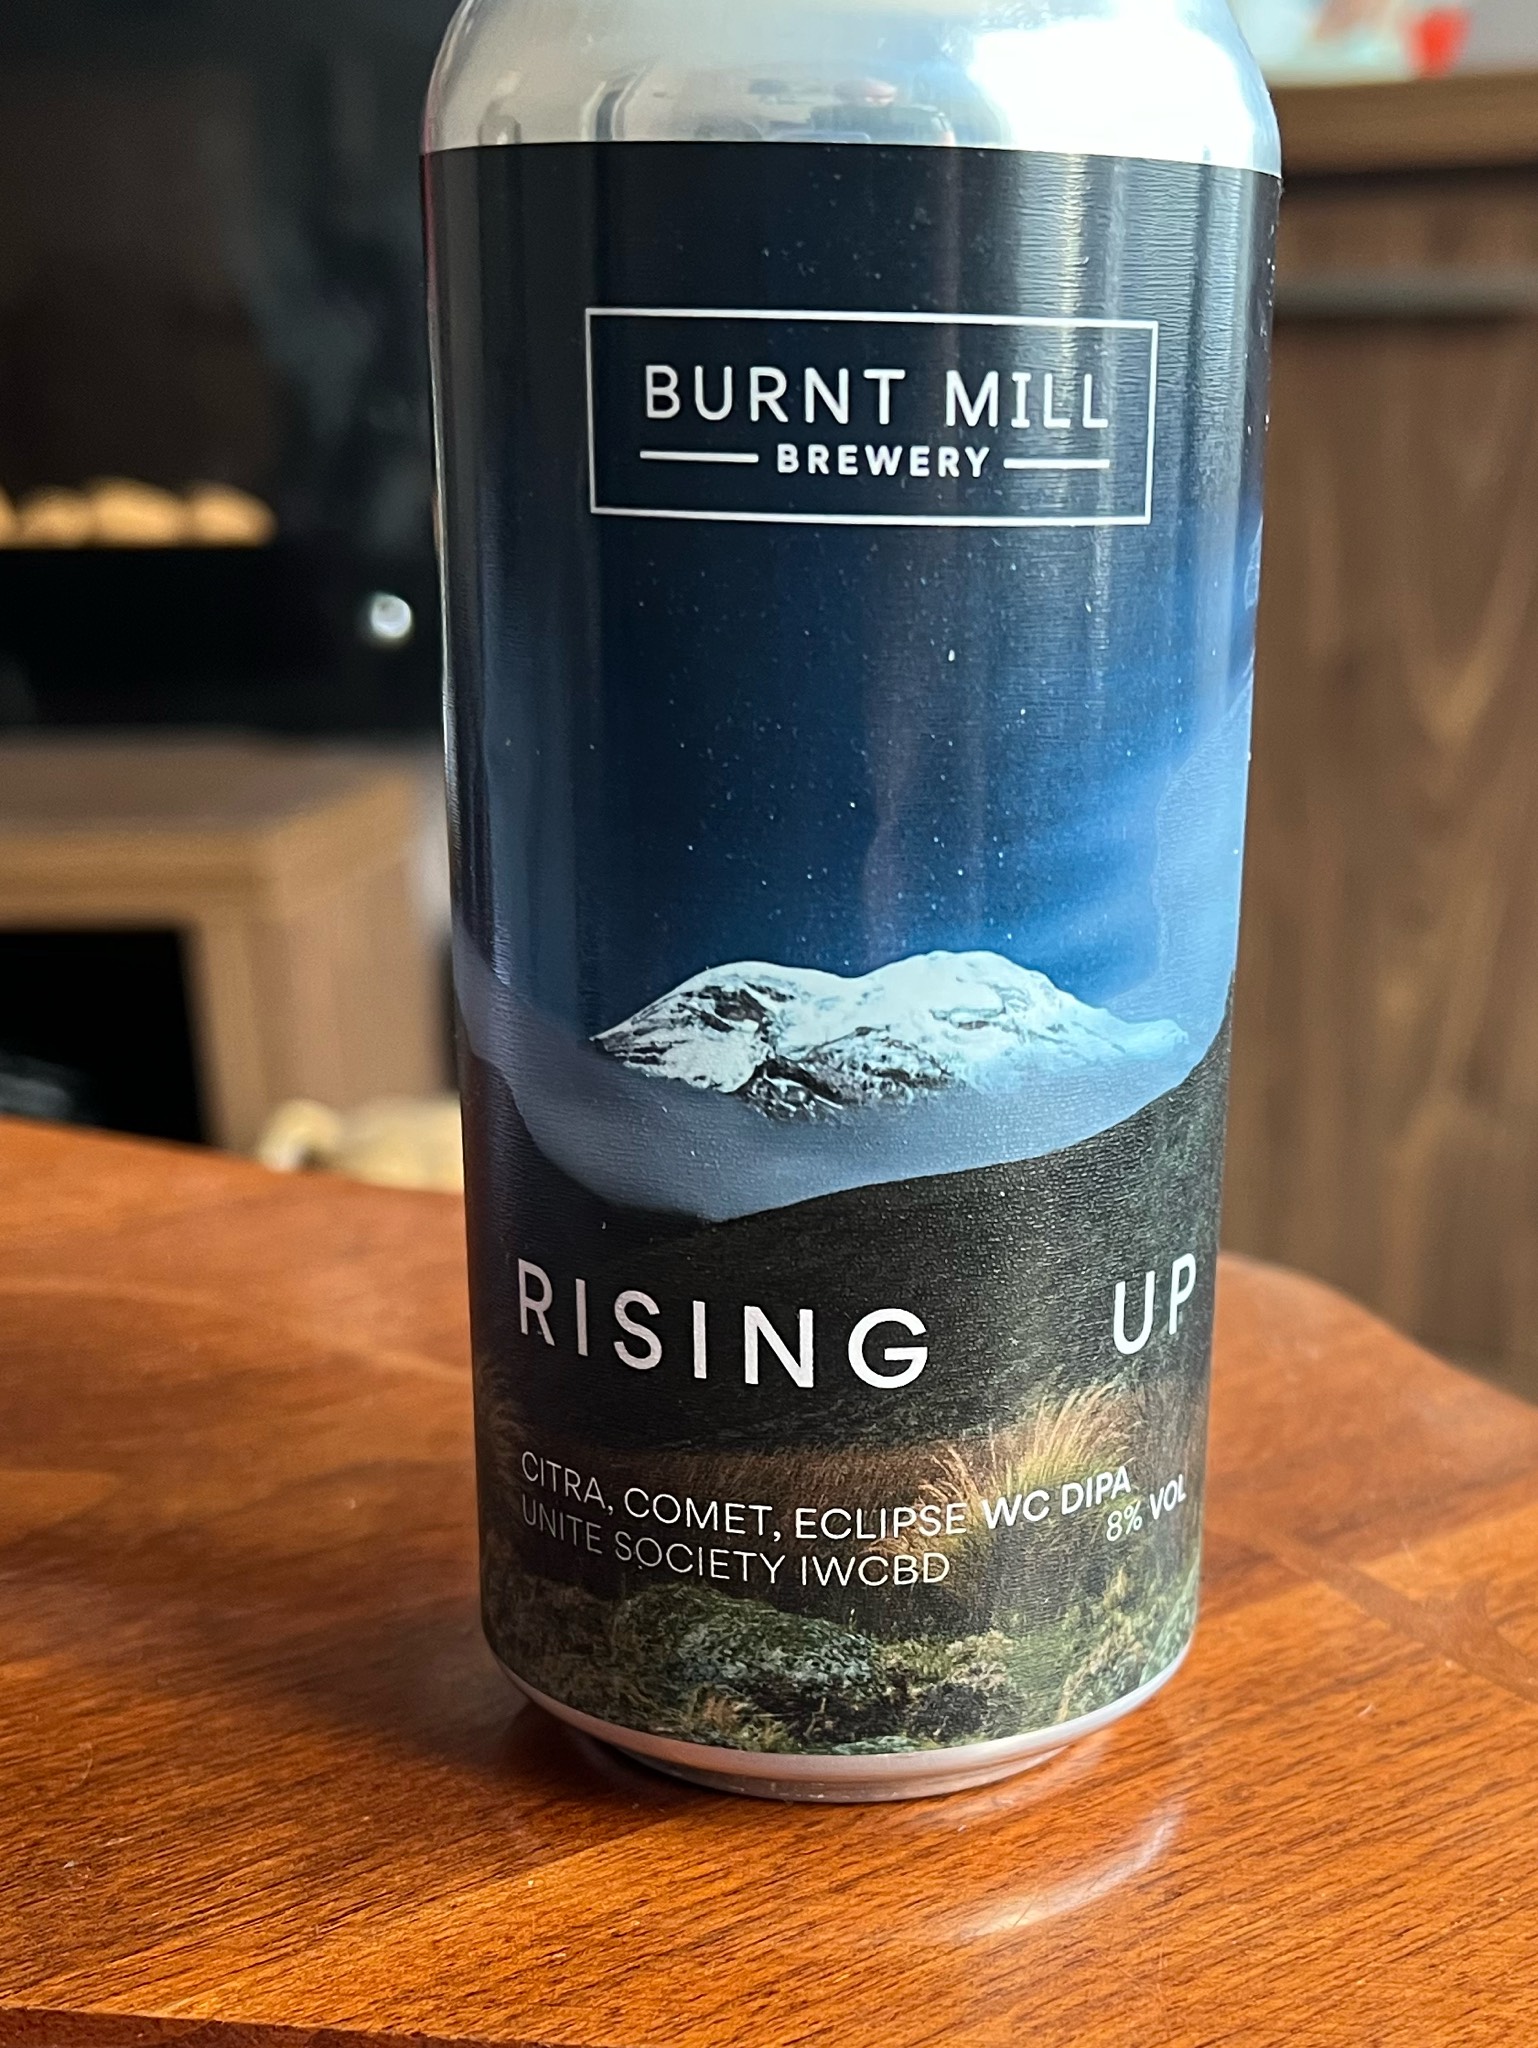 BURNT MILL
BREWERY
RISING UP
CITRA, COMET, ECLIPSE WC DIPA
UNITE SOCIETY IWCBD 8% VOL